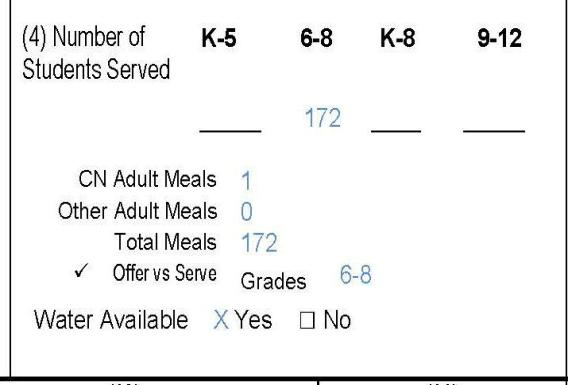 (4) Number of K-5 6-8 K-8 9-12
Students Served
172
CN Adult Meals 1
Other Adult Meals 0
Total Meals 172
✓ Offer vs Serve Grades 6-8
Water Available X Yes ☐ No